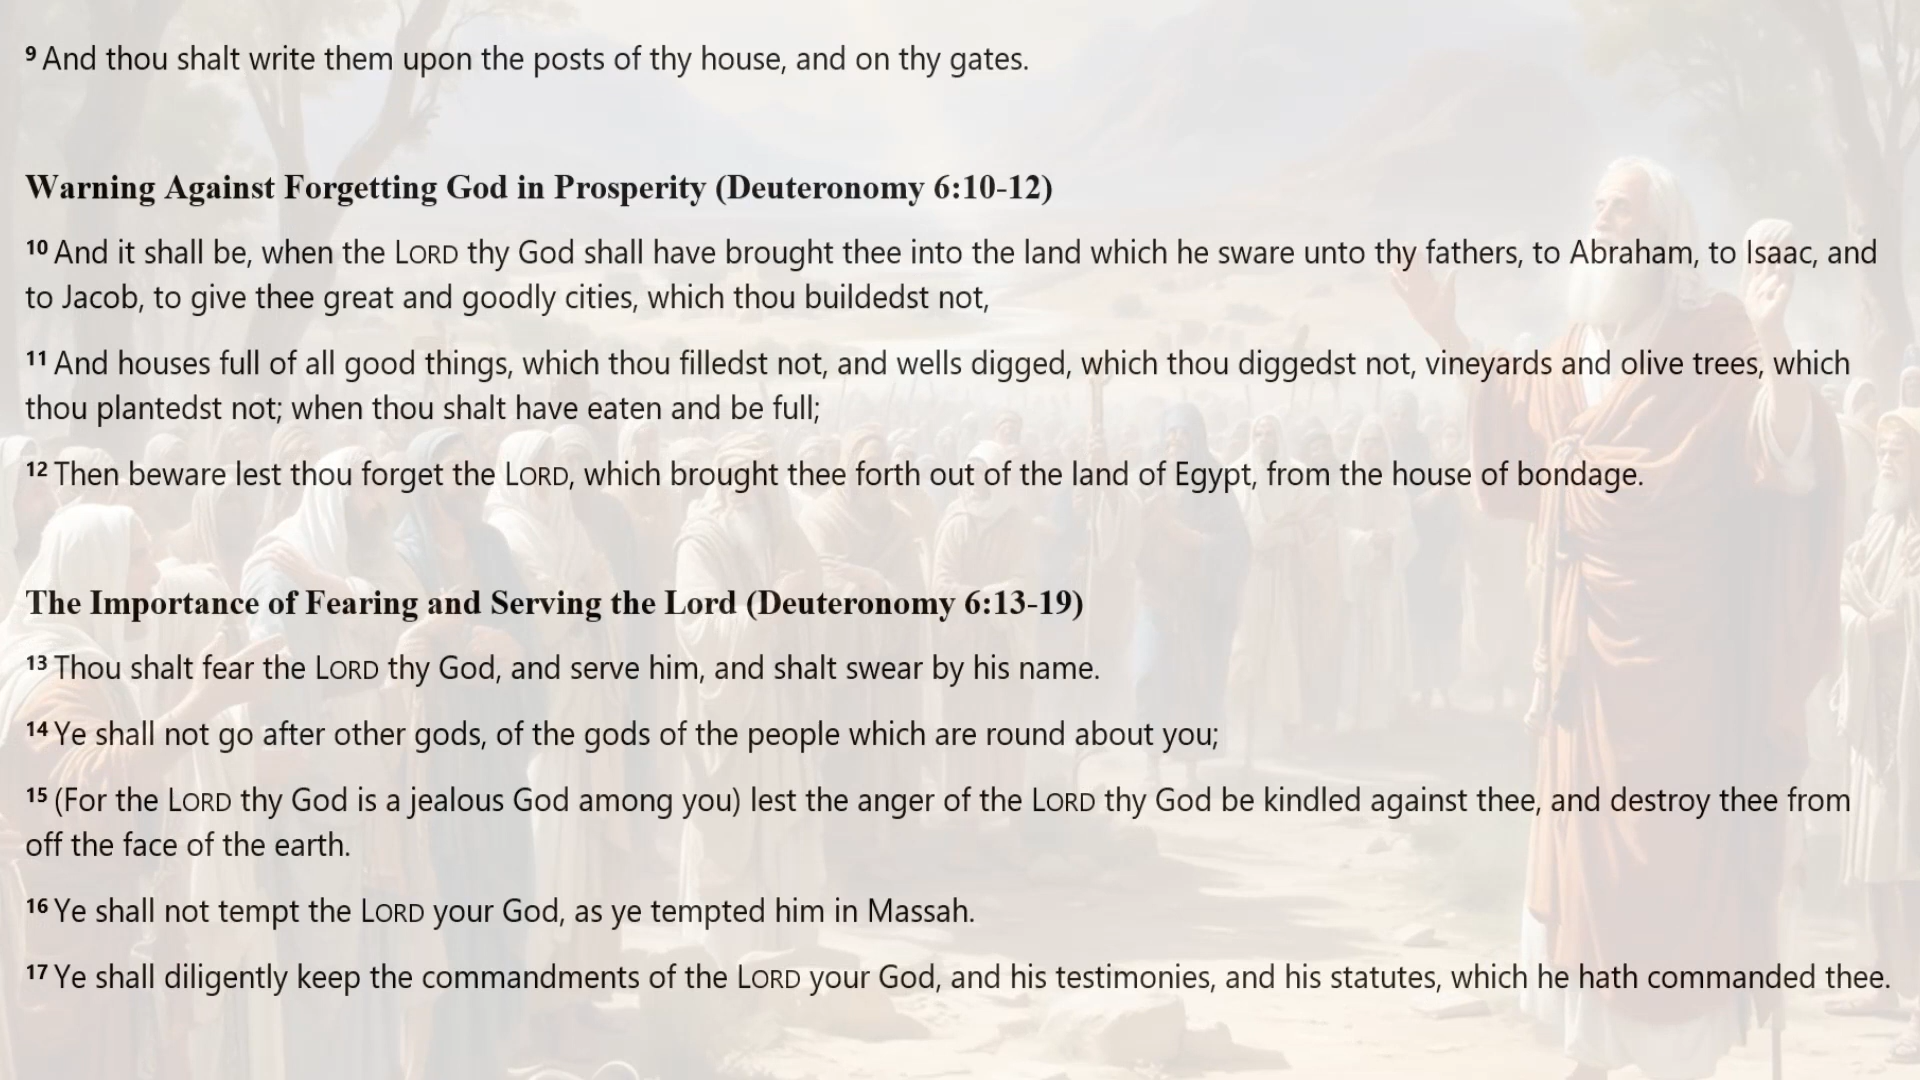 9 And thou shalt write them upon the posts of thy house, and on thy gates.
Warning Against Forgetting God in Prosperity (Deuteronomy 6:10-12)
10 And it shall be, when the LORD thy God shall have brought thee into the land which he sware unto thy fathers, to Abraham, to Isaac, and
to Jacob, to give thee great and goodly cities, which thou buildedst not,
11 And houses full of all good things, which thou filledst not, and wells digged, which thou diggedst not, vineyards and olive trees, which
thou plantedst not; when thou shalt have eaten and be full;
12 Then beware lest thou forget the LORD, which brought thee forth out of the land of Egypt, from the house of bondage.
The Importance of Fearing and Serving the Lord (Deuteronomy 6:13-19)
13 Thou shalt fear the LORD thy God, and serve him, and shalt swear by his name.
14 Ye shall not go after other gods, of the gods of the people which are round about you;
15 (For the LORD thy God is a jealous God among you) lest the anger of the LORD thy God be kindled against thee, and destroy thee from
off the face of the earth.
16 Ye shall not tempt the LORD your God, as ye tempted him in Massah.
17 Ye shall diligently keep the commandments of the LORD your God, and his testimonies, and his statutes, which he hath commanded thee.